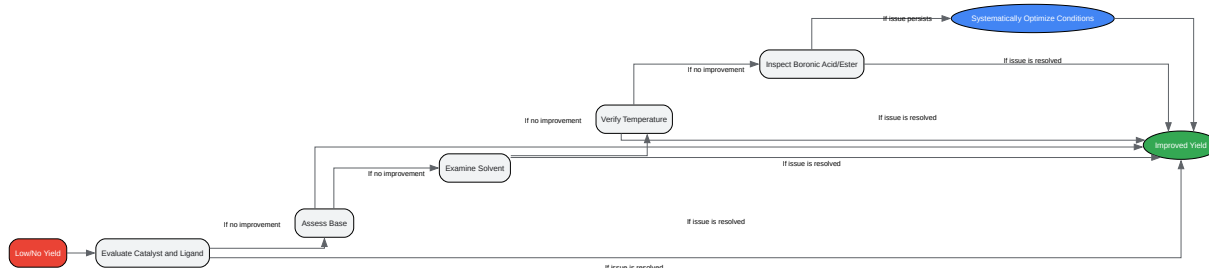 If issue persists
Systematically Optimize Conditions
If no improvement
Inspect Boronic Acid/Ester
If issue is resolved
If no improvement
Verify Temperature
If issue is resolved
Improved Yield
If no improvement
Examine Solvent
If issue is resolved
If no improvement
Assess Base
If issue is resolved
Low/No Yield
Evaluate Catalyst and Ligand
If issue is resolved